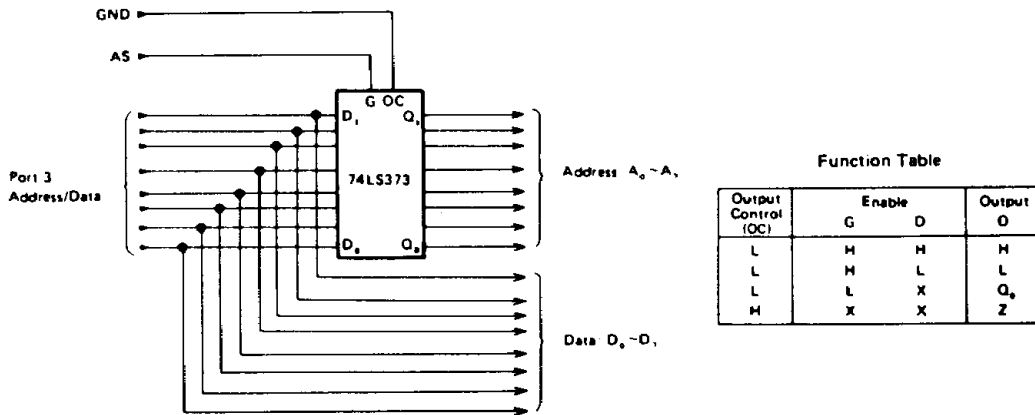 GND
AS
G OC
D₁ Q₁
Port 3
Address/Data
74LS373
D₈ Q₈
Address: A₀~A₇
Data: D₀~D₇
Function Table
Output Control (OC) Enable Output
G D O
L H H H
L H L L
L L X Q₀
H X X Z